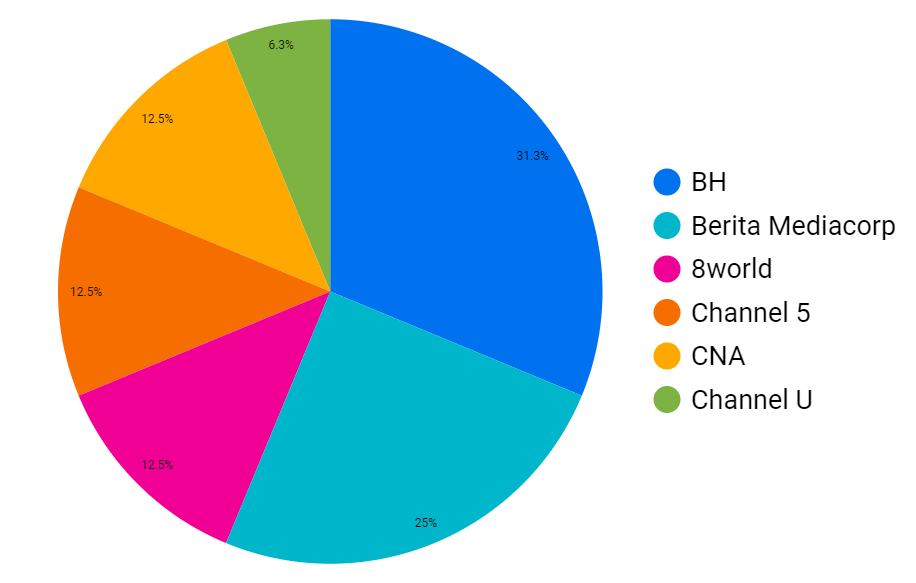 6.3%
12.5%
31.3%
12.5%
12.5%
25%
BH
Berita Mediacorp
8world
Channel 5
CNA
Channel U